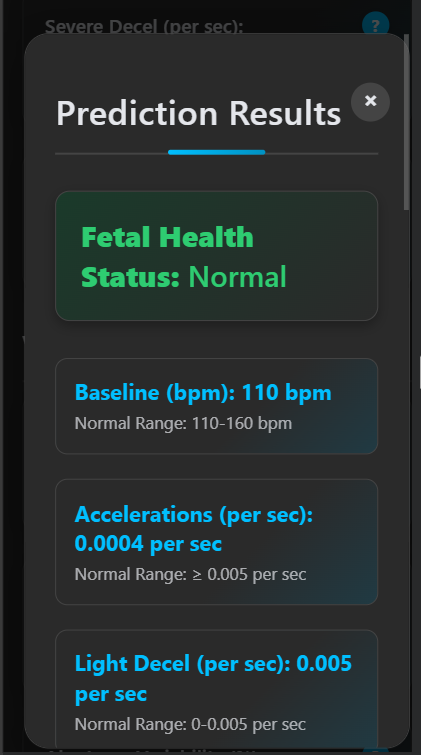 Severe Decel (per sec):
?
Prediction Results
×
Fetal Health
Status: Normal
Baseline (bpm): 110 bpm
Normal Range: 110-160 bpm
Accelerations (per sec):
0.0004 per sec
Normal Range: ≥ 0.005 per sec
Light Decel (per sec): 0.005
per sec
Normal Range: 0-0.005 per sec